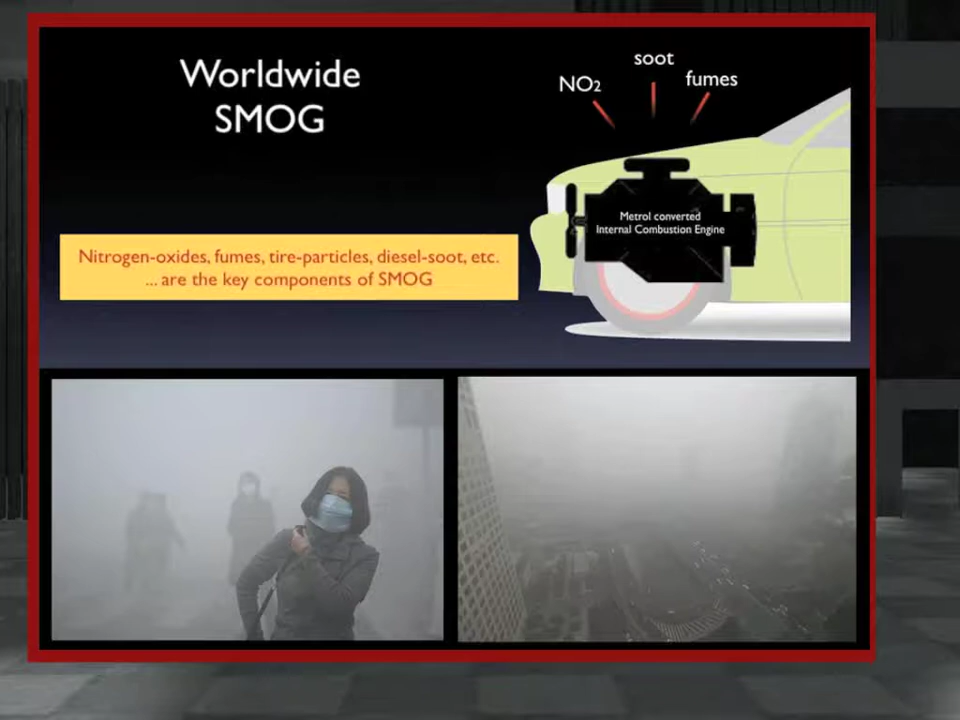 Worldwide
SMOG
NO2
soot
fumes
Metrol converted
Internal Combustion Engine
Nitrogen-oxides, fumes, tire-particles, diesel-soot, etc.
...are the key components of SMOG